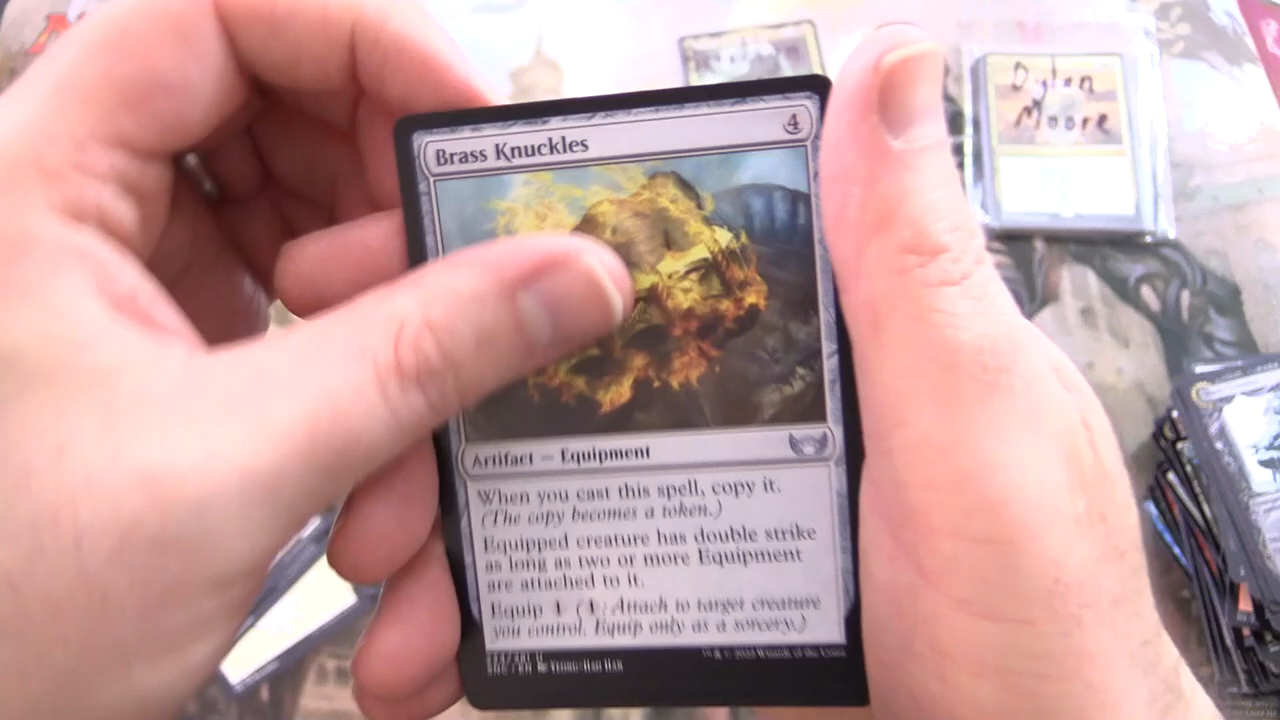 Brass Knuckles 4
Artifact — Equipment
When you cast this spell, copy it.
(The copy becomes a token.)
Equipped creature has double strike
as long as two or more Equipment
are attached to it.
Equip 1 (1: Attach to target creature
you control. Equip only as a sorcery.)
Dylan
Moore